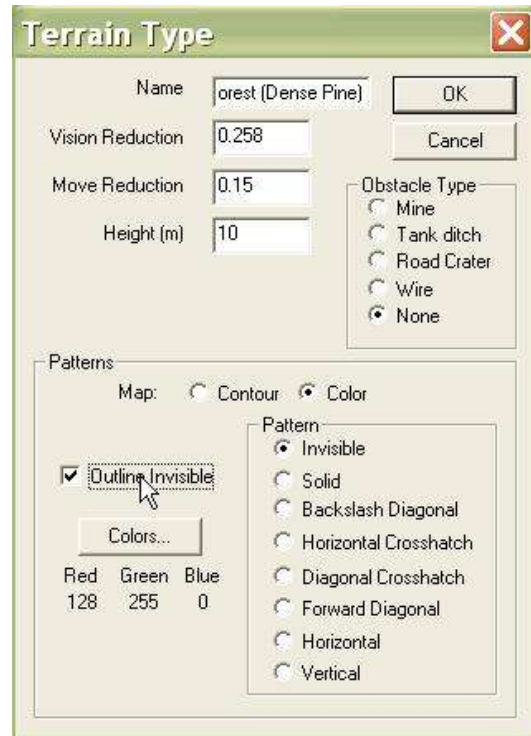 Terrain Type
Name orest (Dense Pine) OK
Vision Reduction 0.258 Cancel
Move Reduction 0.15
Height (m) 10
Obstacle Type
Mine
Tank ditch
Road Crater
Wire
None
Patterns
Map: Contour Color
Outline Invisible
Colors...
Red Green Blue
128 255 0
Pattern
Invisible
Solid
Backslash Diagonal
Horizontal Crosshatch
Diagonal Crosshatch
Forward Diagonal
Horizontal
Vertical